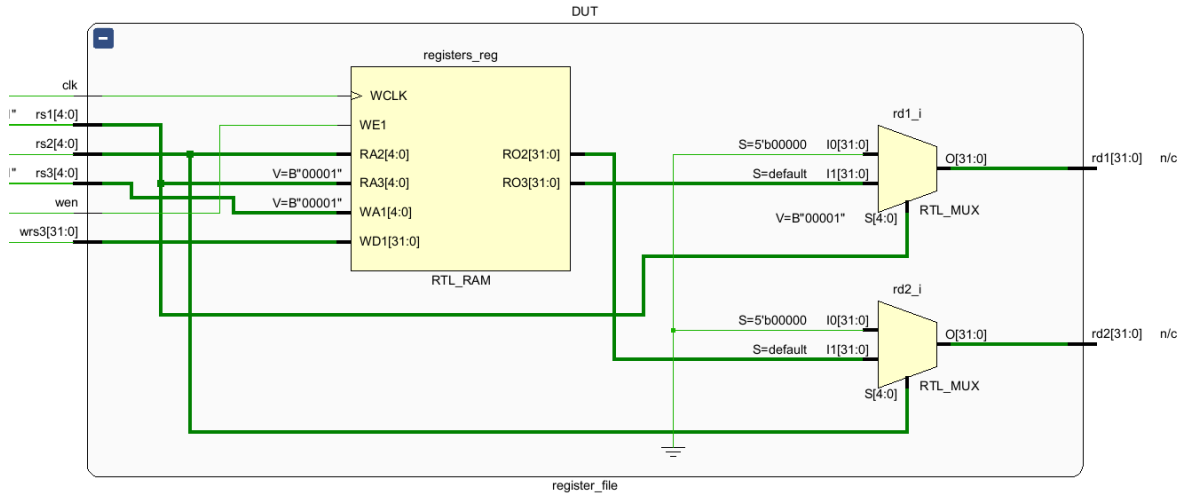 DUT
registers_reg
clk
WCLK
1" rs1[4:0]
WE1
rs2[4:0]
RA2[4:0]
RO2[31:0]
1" rs3[4:0]
V=B"00001"
RA3[4:0]
RO3[31:0]
wen
V=B"00001"
WA1[4:0]
wrs3[31:0]
WD1[31:0]
RTL_RAM
rd1_i
S=5'b00000 I0[31:0]
S=default I1[31:0]
O[31:0]
rd1[31:0] n/c
V=B"00001" S[4:0]
RTL_MUX
rd2_i
S=5'b00000 I0[31:0]
S=default I1[31:0]
O[31:0]
rd2[31:0] n/c
S[4:0]
RTL_MUX
register_file